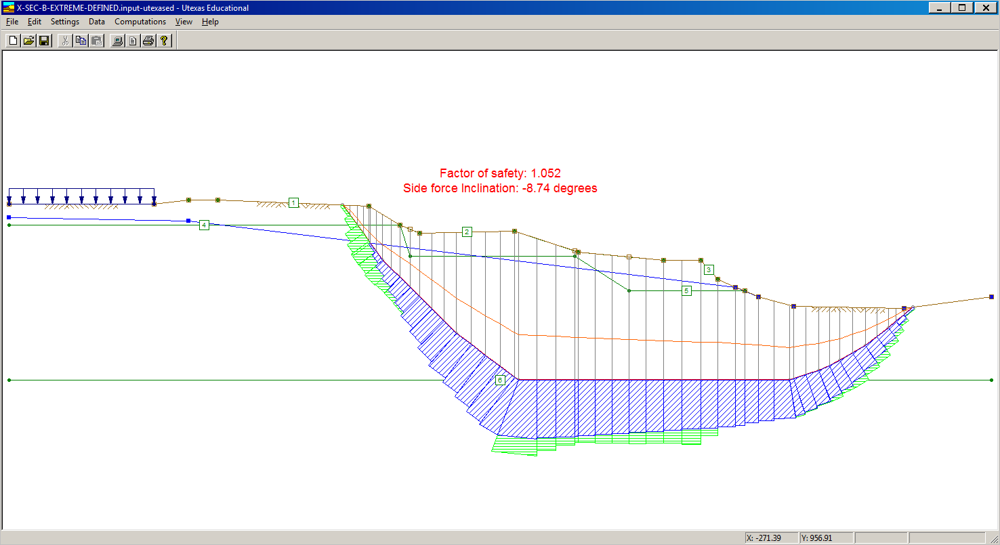 X-SEC-B-EXTREME-DEFINED.input-utexased - Utexas Educational
File Edit Settings Data Computations View Help
Factor of safety: 1.052
Side force Inclination: -8.74 degrees
1
4
2
3
5
6
X: -271.39 Y: 956.91